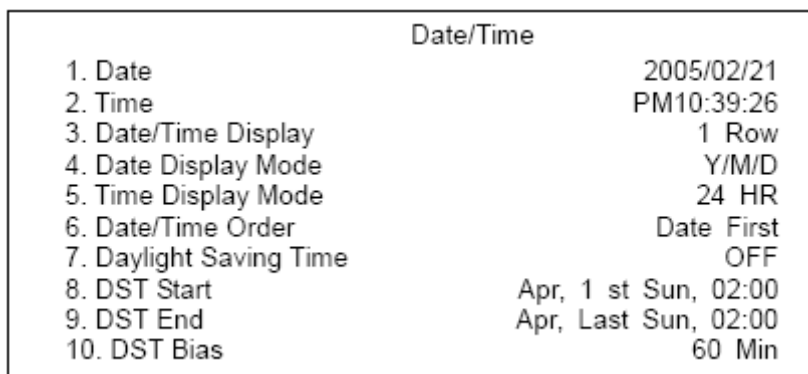 Date/Time
1. Date 2005/02/21
2. Time PM10:39:26
3. Date/Time Display 1 Row
4. Date Display Mode Y/M/D
5. Time Display Mode 24 HR
6. Date/Time Order Date First
7. Daylight Saving Time OFF
8. DST Start Apr, 1 st Sun, 02:00
9. DST End Apr, Last Sun, 02:00
10. DST Bias 60 Min